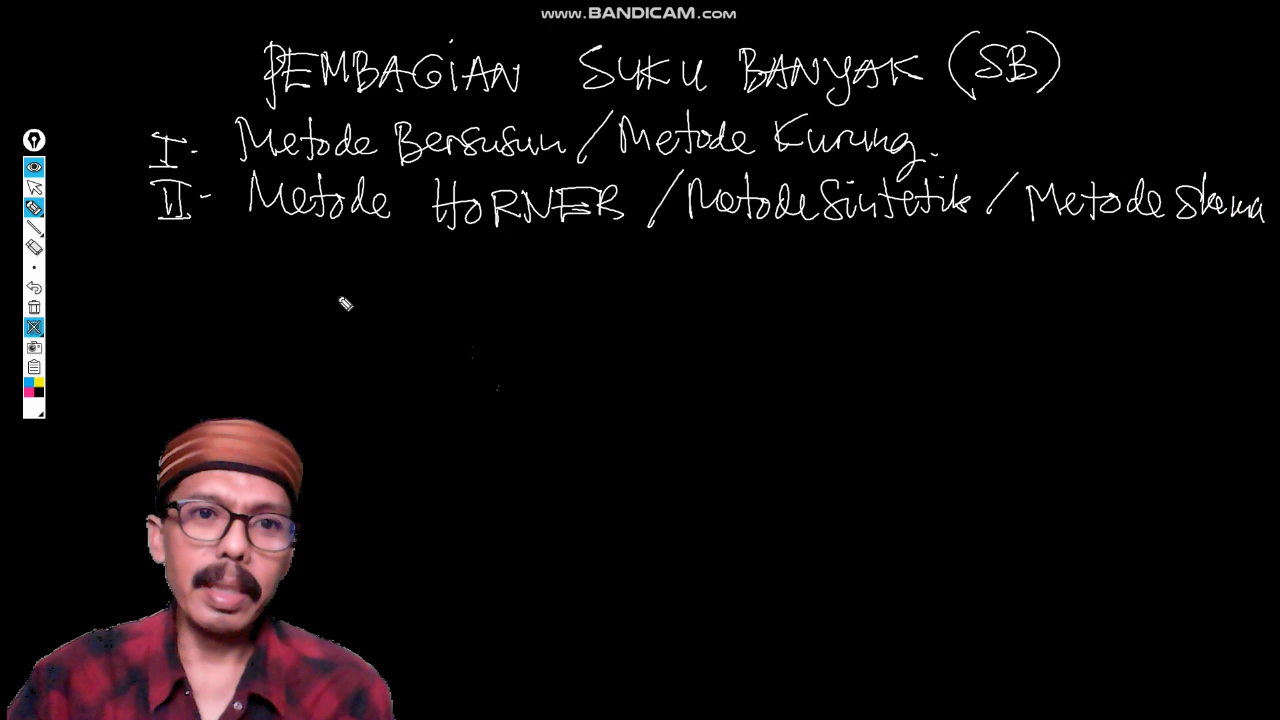 www.BANDICAM.com
PEMBAGIAN SUKU BANYAK (SB)
I. Metode Bersusun / Metode Kurung.
II. Metode HORNER / Metode Sintetik / Metode Skema